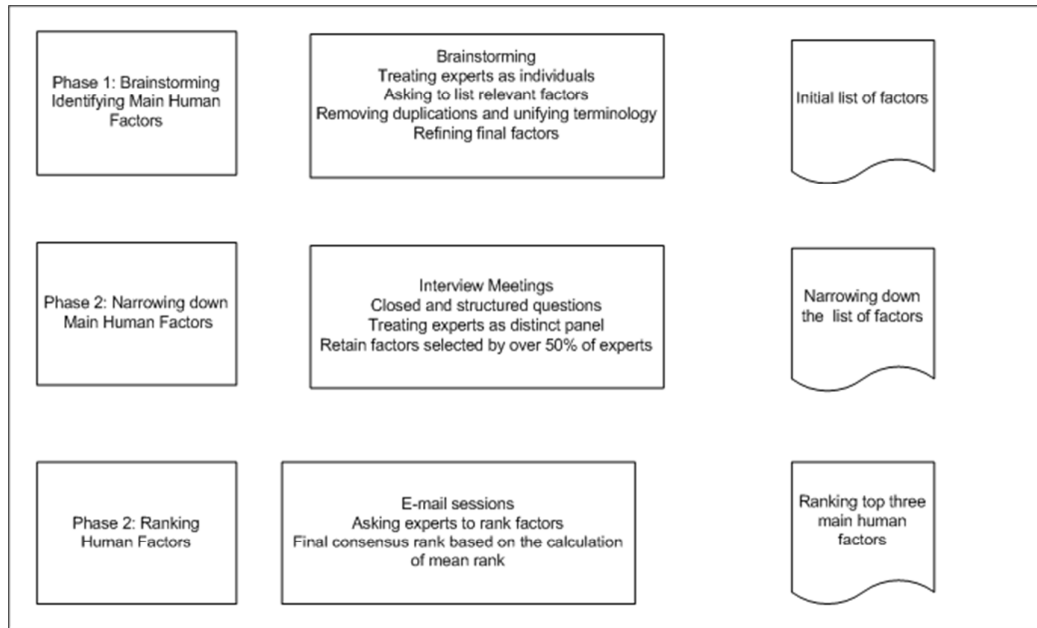 Phase 1: Brainstorming
Identifying Main Human
Factors
Brainstorming
Treating experts as individuals
Asking to list relevant factors
Removing duplications and unifying terminology
Refining final factors
Initial list of factors
Phase 2: Narrowing down
Main Human Factors
Interview Meetings
Closed and structured questions
Treating experts as distinct panel
Retain factors selected by over 50% of experts
Narrowing down
the list of factors
Phase 2: Ranking
Human Factors
E-mail sessions
Asking experts to rank factors
Final consensus rank based on the calculation
of mean rank
Ranking top three
main human
factors